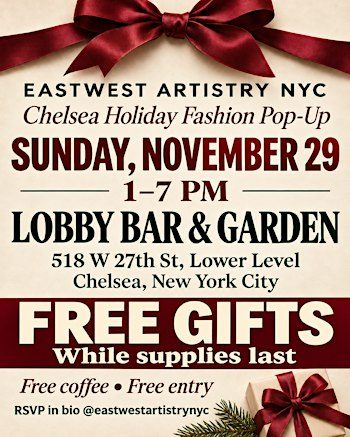 EASTWEST ARTISTRY NYC
Chelsea Holiday Fashion Pop-Up
SUNDAY, NOVEMBER 29
1–7 PM
LOBBY BAR & GARDEN
518 W 27th St, Lower Level
Chelsea, New York City
FREE GIFTS
While supplies last
Free coffee • Free entry
RSVP in bio @eastwestartistrynyc